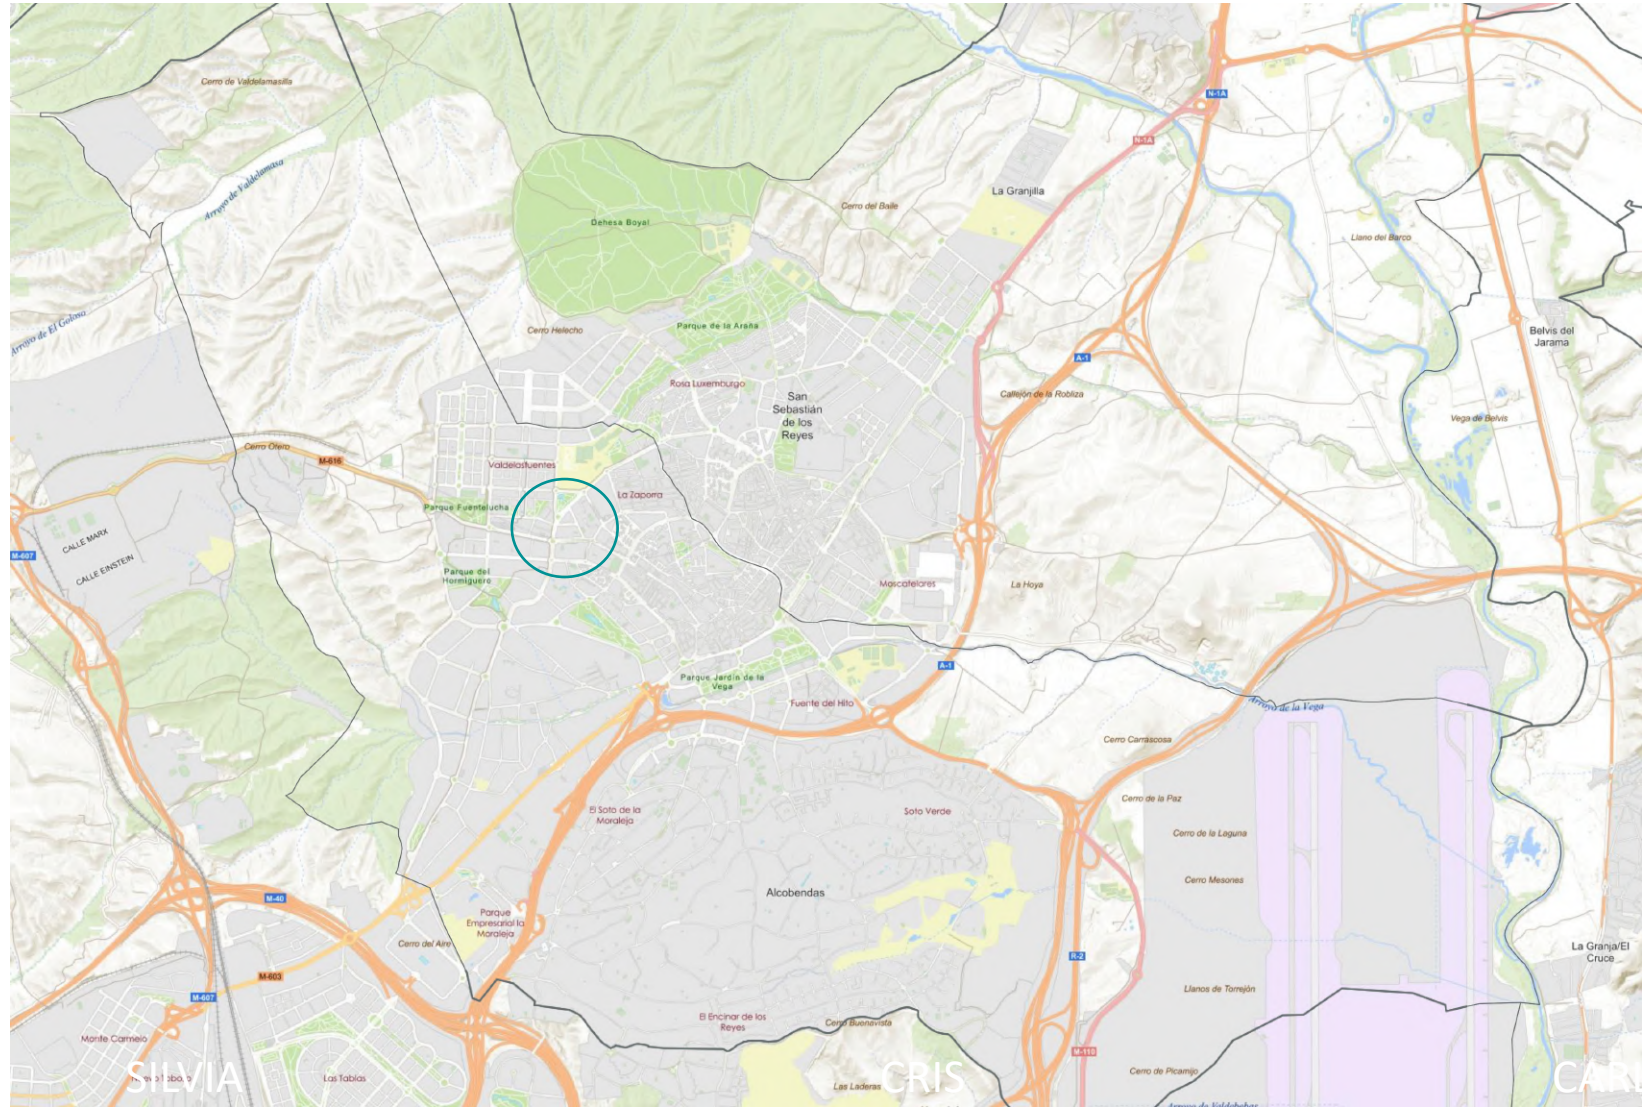 Cerro de Valdelamasilla
N-1A
N-1A
Arroyo de Valdelamasa
La Granjilla
Cerro del Baile
Dehesa Boyal
Llano del Barco
Arroyo de El Goloso
Cerro Helecho
Parque de la Araña
Belvis del
Jarama
A-1
Rosa Luxemburgo
San
Sebastián
de los
Reyes
Callejón de la Robliza
Vega de Belvis
Cerro Otero
M-616
Valdelasfuentes
La Zaporra
Parque Fuentelucha
CALLE MARX
M-607
CALLE EINSTEIN
Parque del
Hormiguero
Moscatelares
La Hoya
A-1
Parque Jardín de la
Vega
Fuente del Hito
Arroyo de la Vega
Cerro Carrascosa
Cerro de la Paz
El Soto de la
Moraleja
Soto Verde
Cerro de la Laguna
Cerro Mesones
Alcobendas
M-40
Parque
Empresarial la
Moraleja
Cerro del Aire
R-2
La Granja/El
Cruce
M-603
M-607
Llanos de Torrejón
El Encinar de los
Reyes
Cerro Buenavista
Monte Carmelo
M-110
Las Tablas
SILVIA
Las Laderas
CRIS
Cerro de Picamijo
CARI
Arroyo de Valdebebas